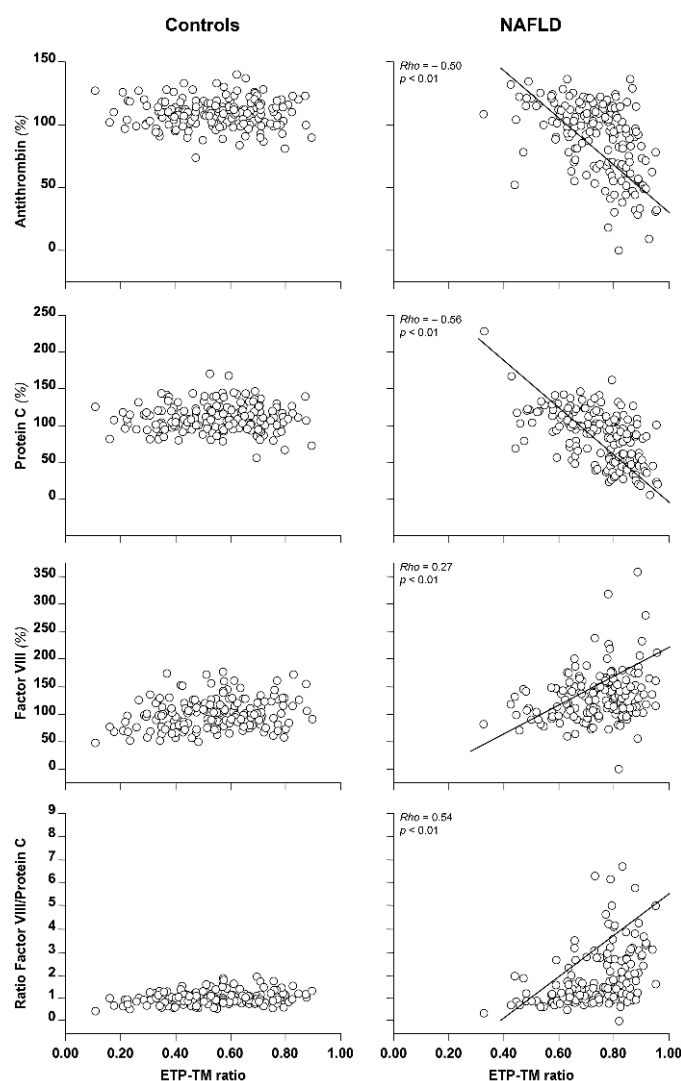 Controls
NAFLD
Antithrombin (%)
150
100
50
0
Rho = – 0.50
p < 0.01
Protein C (%)
250
200
150
100
50
0
Rho = – 0.56
p < 0.01
Factor VIII (%)
350
300
250
200
150
100
50
0
Rho = 0.27
p < 0.01
Ratio Factor VIII/Protein C
9
8
7
6
5
4
3
2
1
0
Rho = 0.54
p < 0.01
0.00 0.20 0.40 0.60 0.80 1.00
0.00 0.20 0.40 0.60 0.80 1.00
ETP-TM ratio
ETP-TM ratio